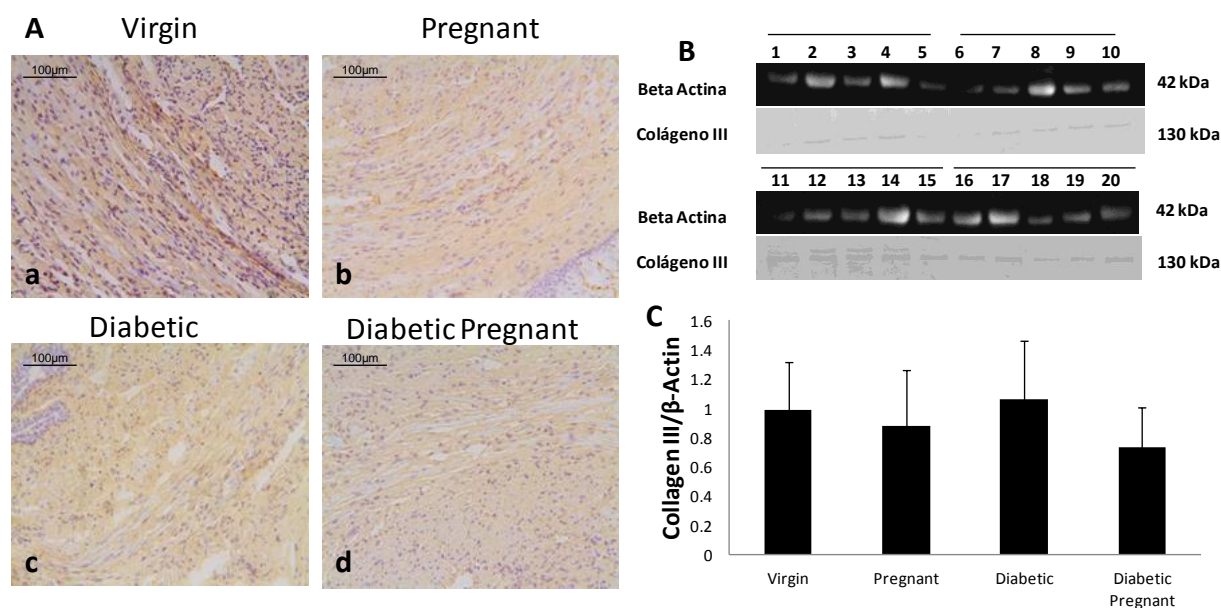 A
Virgin
Pregnant
100µm
a
100µm
b
Diabetic
Diabetic Pregnant
100µm
c
100µm
d
B
1 2 3 4 5 6 7 8 9 10
Beta Actina 42 kDa
Colágeno III 130 kDa
11 12 13 14 15 16 17 18 19 20
Beta Actina 42 kDa
Colágeno III 130 kDa
C
Collagen III/β-Actin
1.6
1.4
1.2
1
0.8
0.6
0.4
0.2
0
Virgin Pregnant Diabetic Diabetic
Pregnant